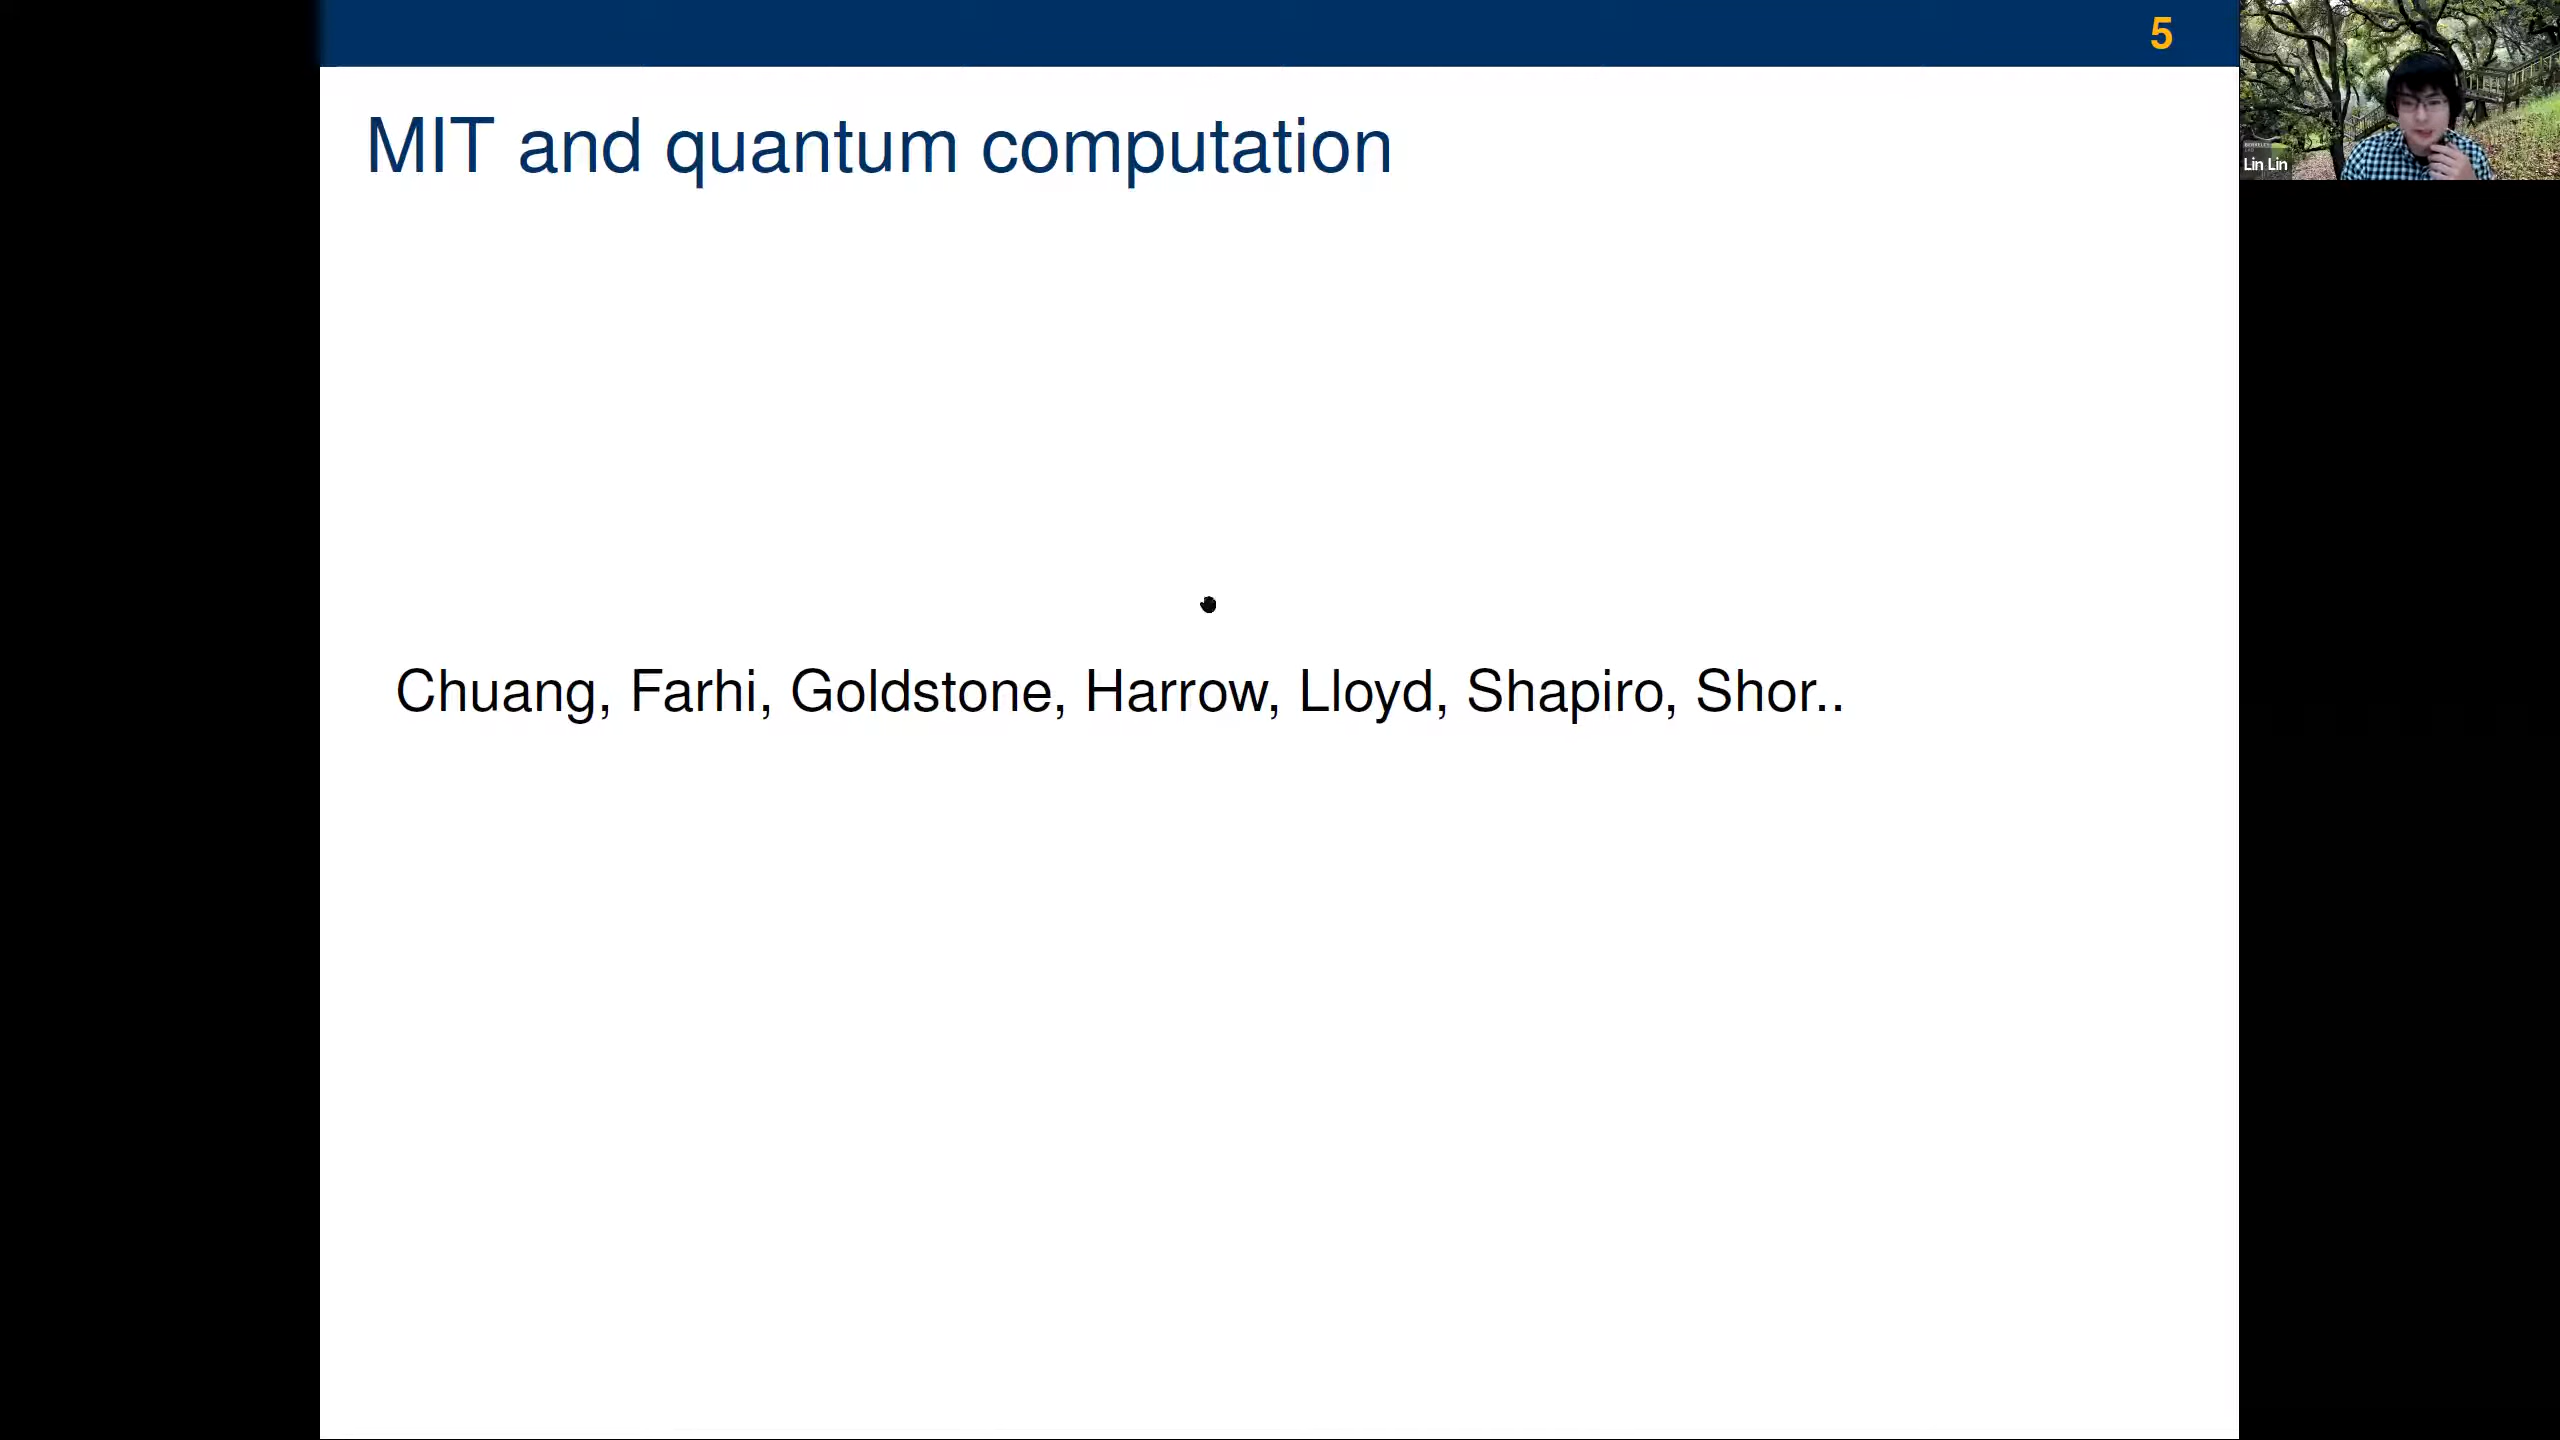 5
MIT and quantum computation
Lin Lin
Chuang, Farhi, Goldstone, Harrow, Lloyd, Shapiro, Shor..